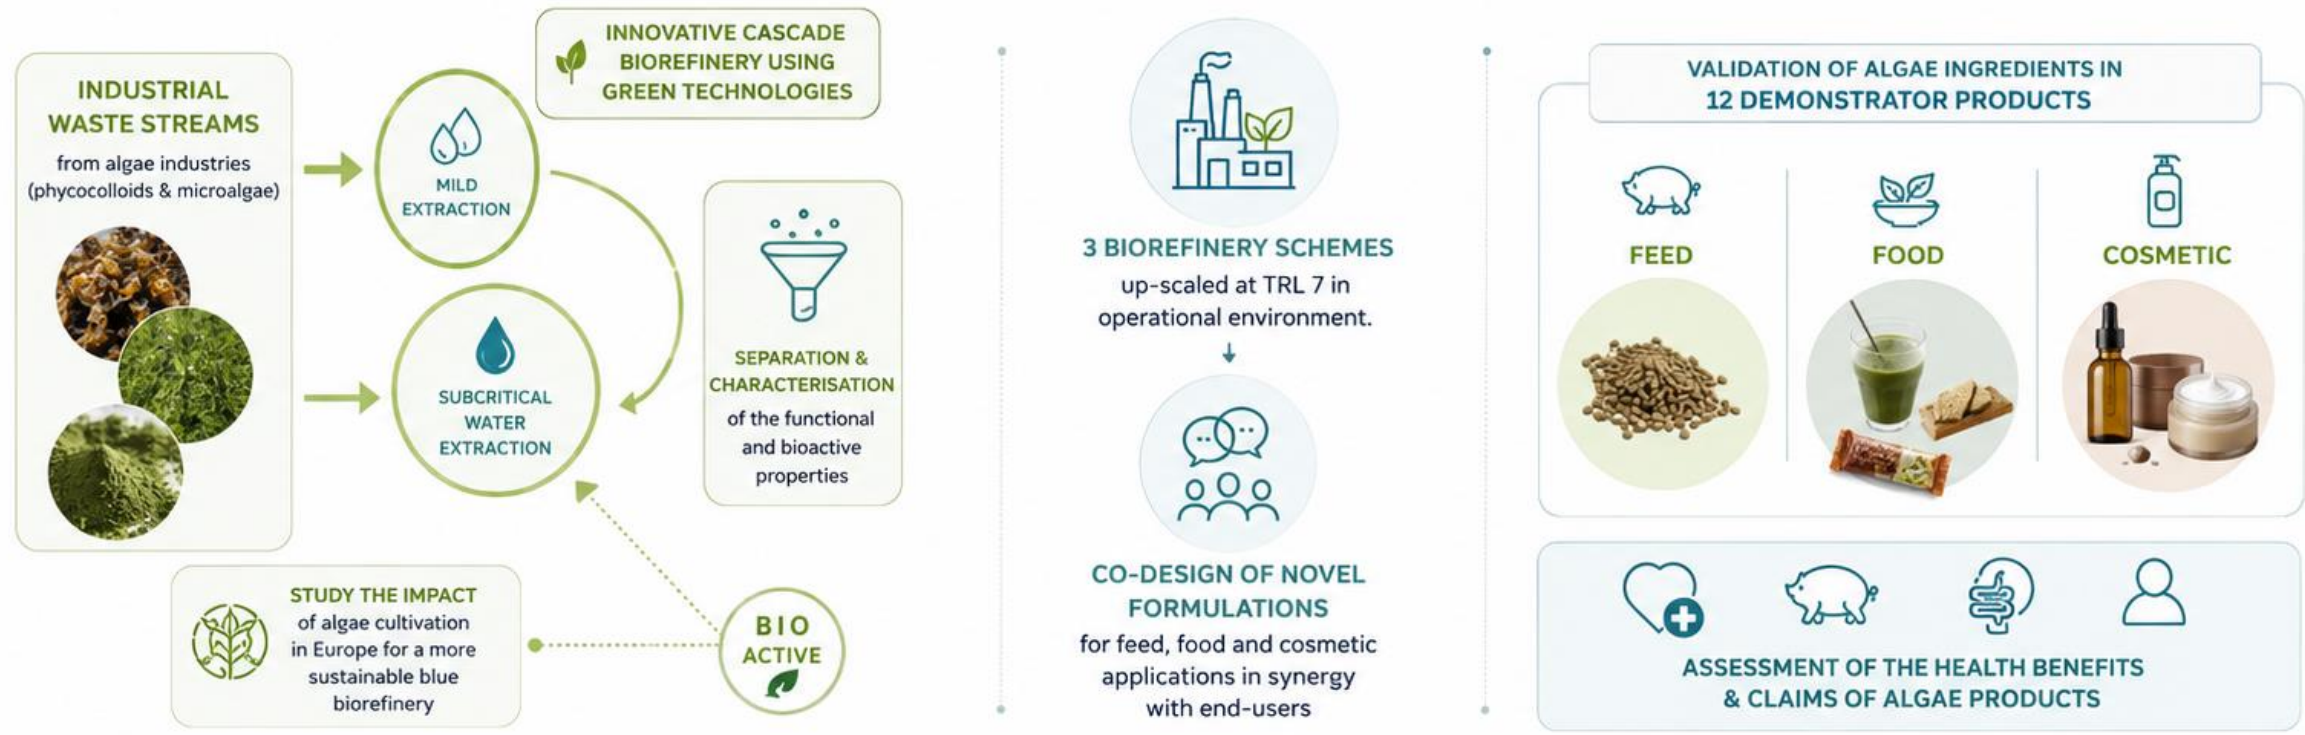 INDUSTRIAL
WASTE STREAMS
from algae industries
(phycocolloids & microalgae)
MILD
EXTRACTION
SUBCRITICAL
WATER
EXTRACTION
INNOVATIVE CASCADE
BIOREFINERY USING
GREEN TECHNOLOGIES
SEPARATION &
CHARACTERISATION
of the functional
and bioactive
properties
STUDY THE IMPACT
of algae cultivation
in Europe for a more
sustainable blue
biorefinery
BIO
ACTIVE
3 BIOREFINERY SCHEMES
up-scaled at TRL 7 in
operational environment.
CO-DESIGN OF NOVEL
FORMULATIONS
for feed, food and cosmetic
applications in synergy
with end-users
VALIDATION OF ALGAE INGREDIENTS IN
12 DEMONSTRATOR PRODUCTS
FEED
FOOD
COSMETIC
ASSESSMENT OF THE HEALTH BENEFITS
& CLAIMS OF ALGAE PRODUCTS